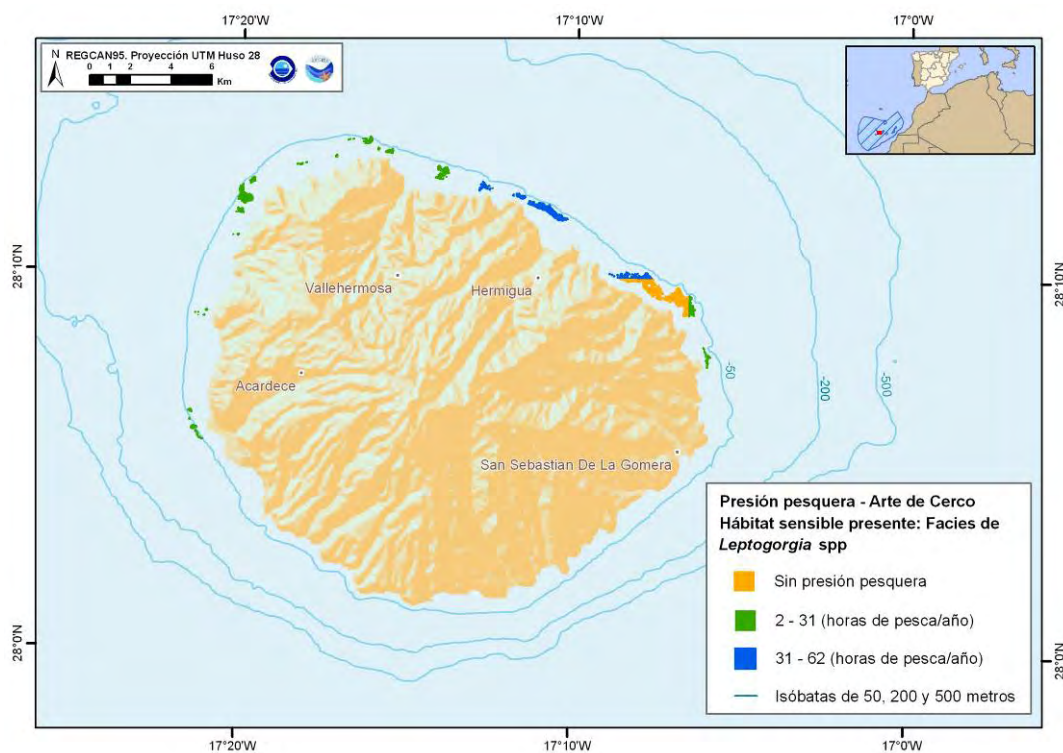 17°20'W
17°10'W
17°0'W
N
REGCAN95. Proyección UTM Huso 28
0 1 2 4 6
Km
28°10'N
28°10'N
Vallehermosa
Hermigua
Acardece
San Sebastian De La Gomera
-50
-200
-500
Presión pesquera - Arte de Cerco
Hábitat sensible presente: Facies de
Leptogorgia spp
Sin presión pesquera
2 - 31 (horas de pesca/año)
31 - 62 (horas de pesca/año)
Isóbatas de 50, 200 y 500 metros
28°0'N
28°0'N
17°20'W
17°10'W
17°0'W